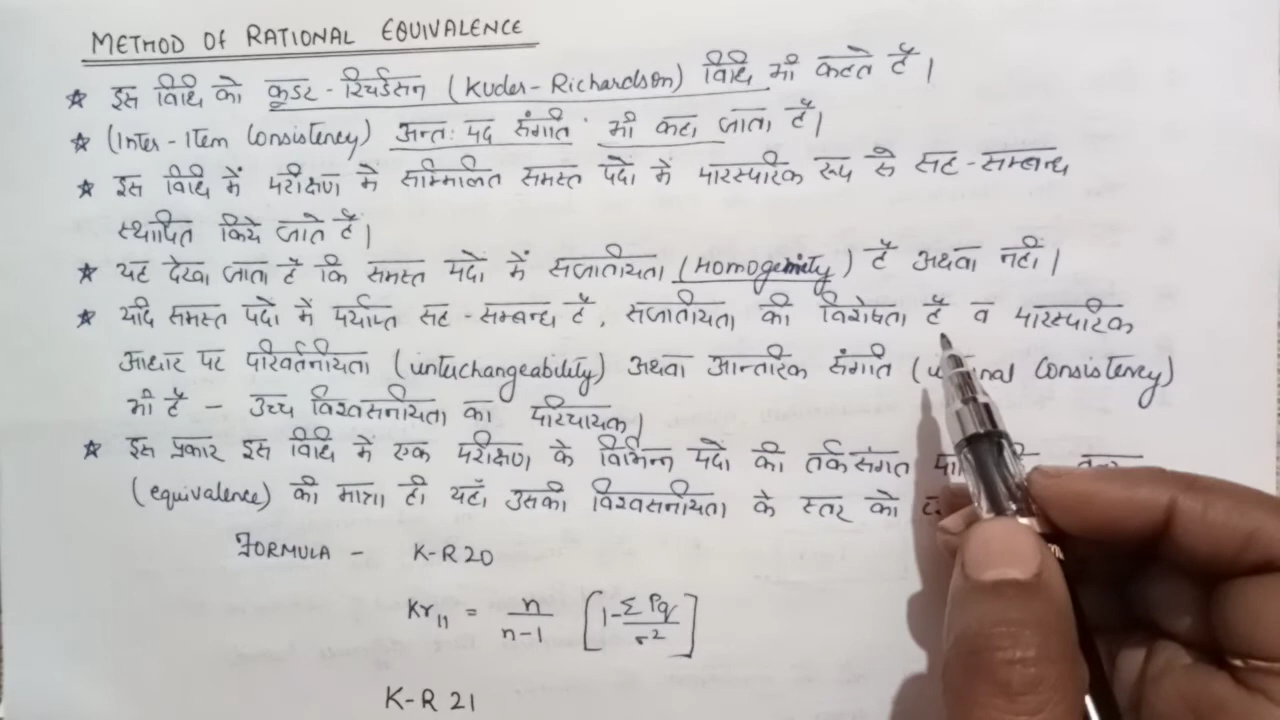 METHOD OF RATIONAL EQUIVALENCE
★ इस विधि को कूडर - रिचर्डसन (Kuder-Richardson) विधि भी कहते हैं।
★ (Inter-Item Consistency) अन्तः पद संगति भी कहा जाता है।
★ इस विधि में परीक्षण में सम्मिलित समस्त पदों में पारस्परिक रूप से सह-सम्बन्ध
स्थापित किये जाते हैं।
★ यह देखा जाता है कि समस्त पदों में सजातीयता (Homogenity) है अथवा नहीं।
★ यदि समस्त पदों में पर्याप्त सह-सम्बन्ध है, सजातीयता की विशेषता है व पारस्परिक
आधार पर परिवर्तनीयता (interchangeability) अथवा आन्तरिक संगति ( Consistency)
भी है - उच्च विश्वसनीयता का परिचायक।
★ इस प्रकार इस विधि में एक परीक्षण के विभिन्न पदों की तर्कसंगत
(equivalence) की मात्रा ही यहाँ उसकी विश्वसनीयता के स्तर को
FORMULA - K-R 20
Kr₁₁ = n/(n-1) [1 - Σ Pq/σ²]
K-R 21